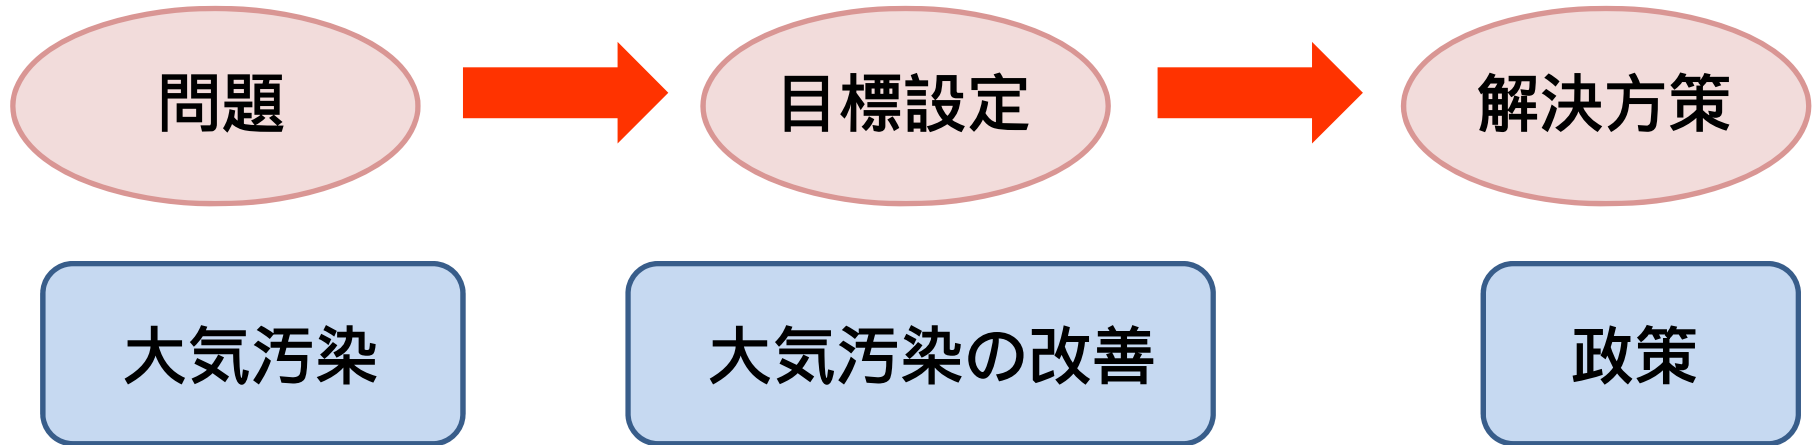 問題
目標設定
解決方策
大気汚染
大気汚染の改善
政策